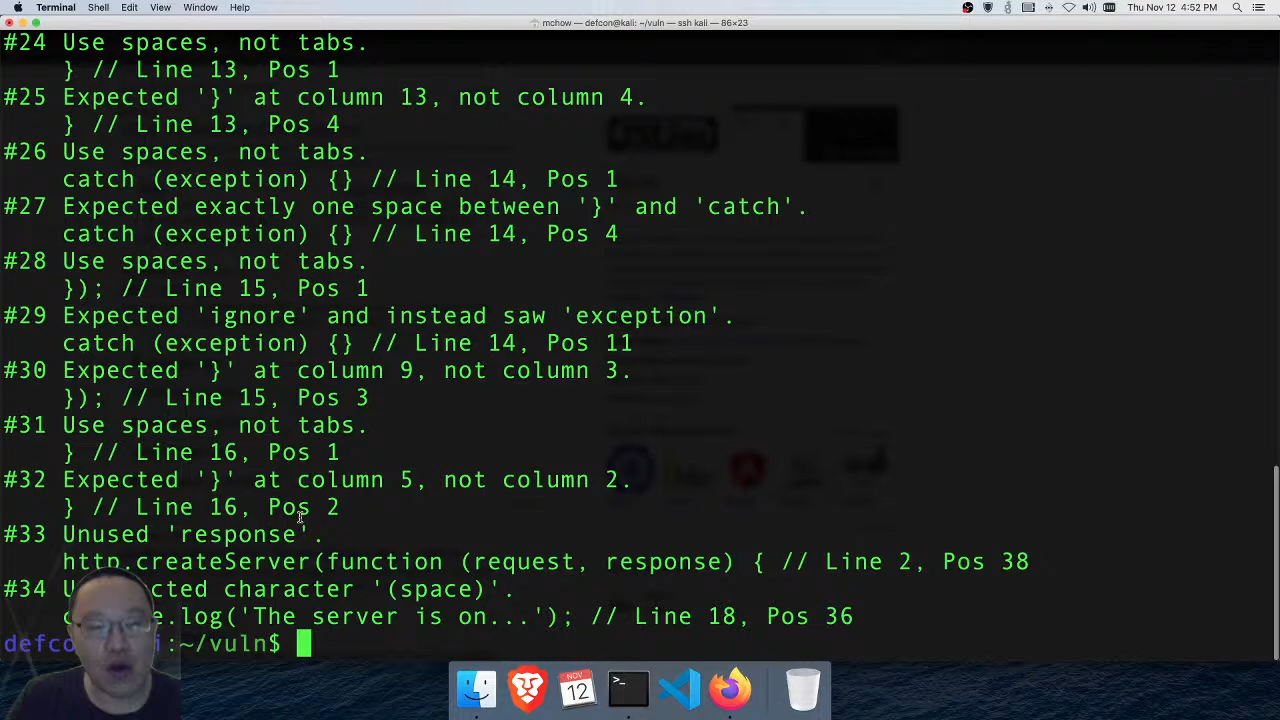 Terminal Shell Edit View Window Help Thu Nov 12 4:52 PM
mchow — defcon@kali: ~/vuln — ssh kali — 86×23
#24 Use spaces, not tabs.
} // Line 13, Pos 1
#25 Expected '}' at column 13, not column 4.
} // Line 13, Pos 4
#26 Use spaces, not tabs.
catch (exception) {} // Line 14, Pos 1
#27 Expected exactly one space between '}' and 'catch'.
catch (exception) {} // Line 14, Pos 4
#28 Use spaces, not tabs.
}); // Line 15, Pos 1
#29 Expected 'ignore' and instead saw 'exception'.
catch (exception) {} // Line 14, Pos 11
#30 Expected '}' at column 9, not column 3.
}); // Line 15, Pos 3
#31 Use spaces, not tabs.
} // Line 16, Pos 1
#32 Expected '}' at column 5, not column 2.
} // Line 16, Pos 2
#33 Unused 'response'.
http.createServer(function (request, response) { // Line 2, Pos 38
#34 U ected character '(space)'.
c e.log('The server is on...'); // Line 18, Pos 36
defco i:~/vuln$
NOV
12
>_